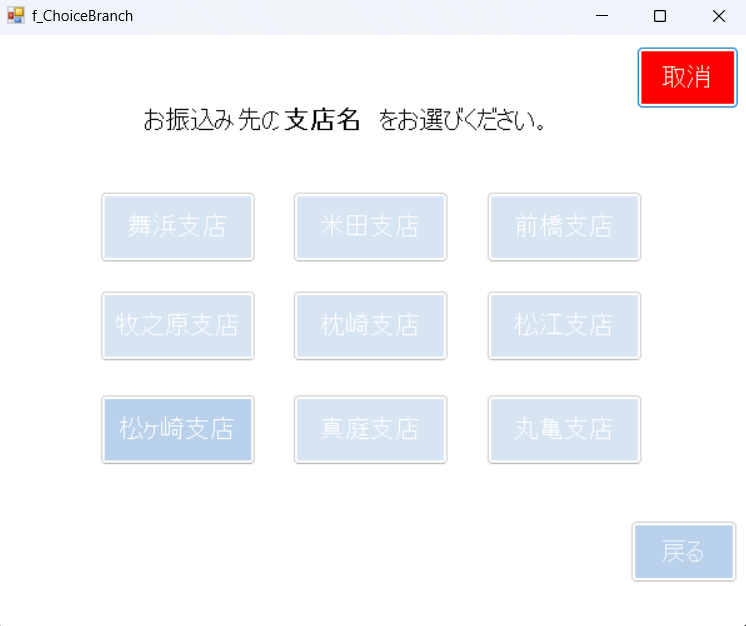 f_ChoiceBranch
取消
お振込み先の支店名 をお選びください。
舞浜支店 米田支店 前橋支店
牧之原支店 枕崎支店 松江支店
松ヶ崎支店 真庭支店 丸亀支店
戻る